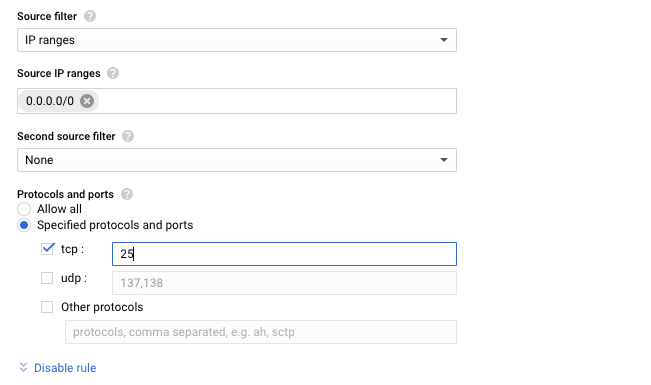 Source filter
IP ranges
Source IP ranges
0.0.0.0/0
Second source filter
None
Protocols and ports
Allow all
Specified protocols and ports
tcp : 25
udp : 137,138
Other protocols
protocols, comma separated, e.g. ah, sctp
Disable rule